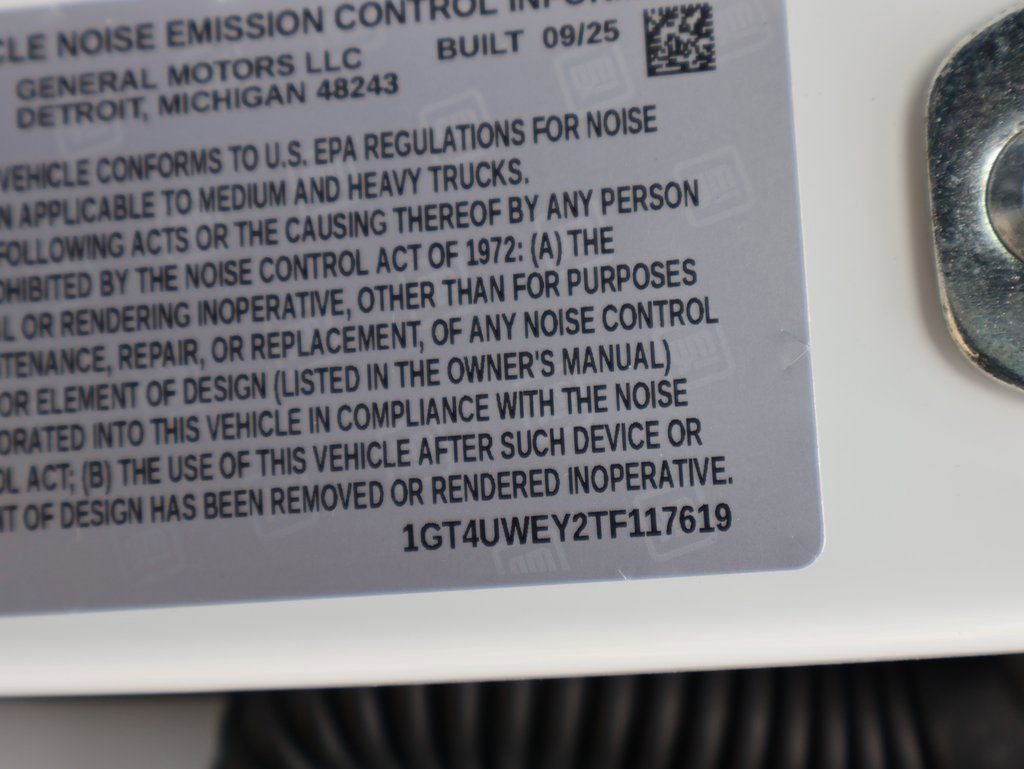 CLE NOISE EMISSION CONTROL
GENERAL MOTORS LLC BUILT 09/25
DETROIT, MICHIGAN 48243
VEHICLE CONFORMS TO U.S. EPA REGULATIONS FOR NOISE
N APPLICABLE TO MEDIUM AND HEAVY TRUCKS.
FOLLOWING ACTS OR THE CAUSING THEREOF BY ANY PERSON
OHIBITED BY THE NOISE CONTROL ACT OF 1972: (A) THE
L OR RENDERING INOPERATIVE, OTHER THAN FOR PURPOSES
NTENANCE, REPAIR, OR REPLACEMENT, OF ANY NOISE CONTROL
OR ELEMENT OF DESIGN (LISTED IN THE OWNER'S MANUAL)
ORATED INTO THIS VEHICLE IN COMPLIANCE WITH THE NOISE
OL ACT; (B) THE USE OF THIS VEHICLE AFTER SUCH DEVICE OR
NT OF DESIGN HAS BEEN REMOVED OR RENDERED INOPERATIVE.
1GT4UWEY2TF117619